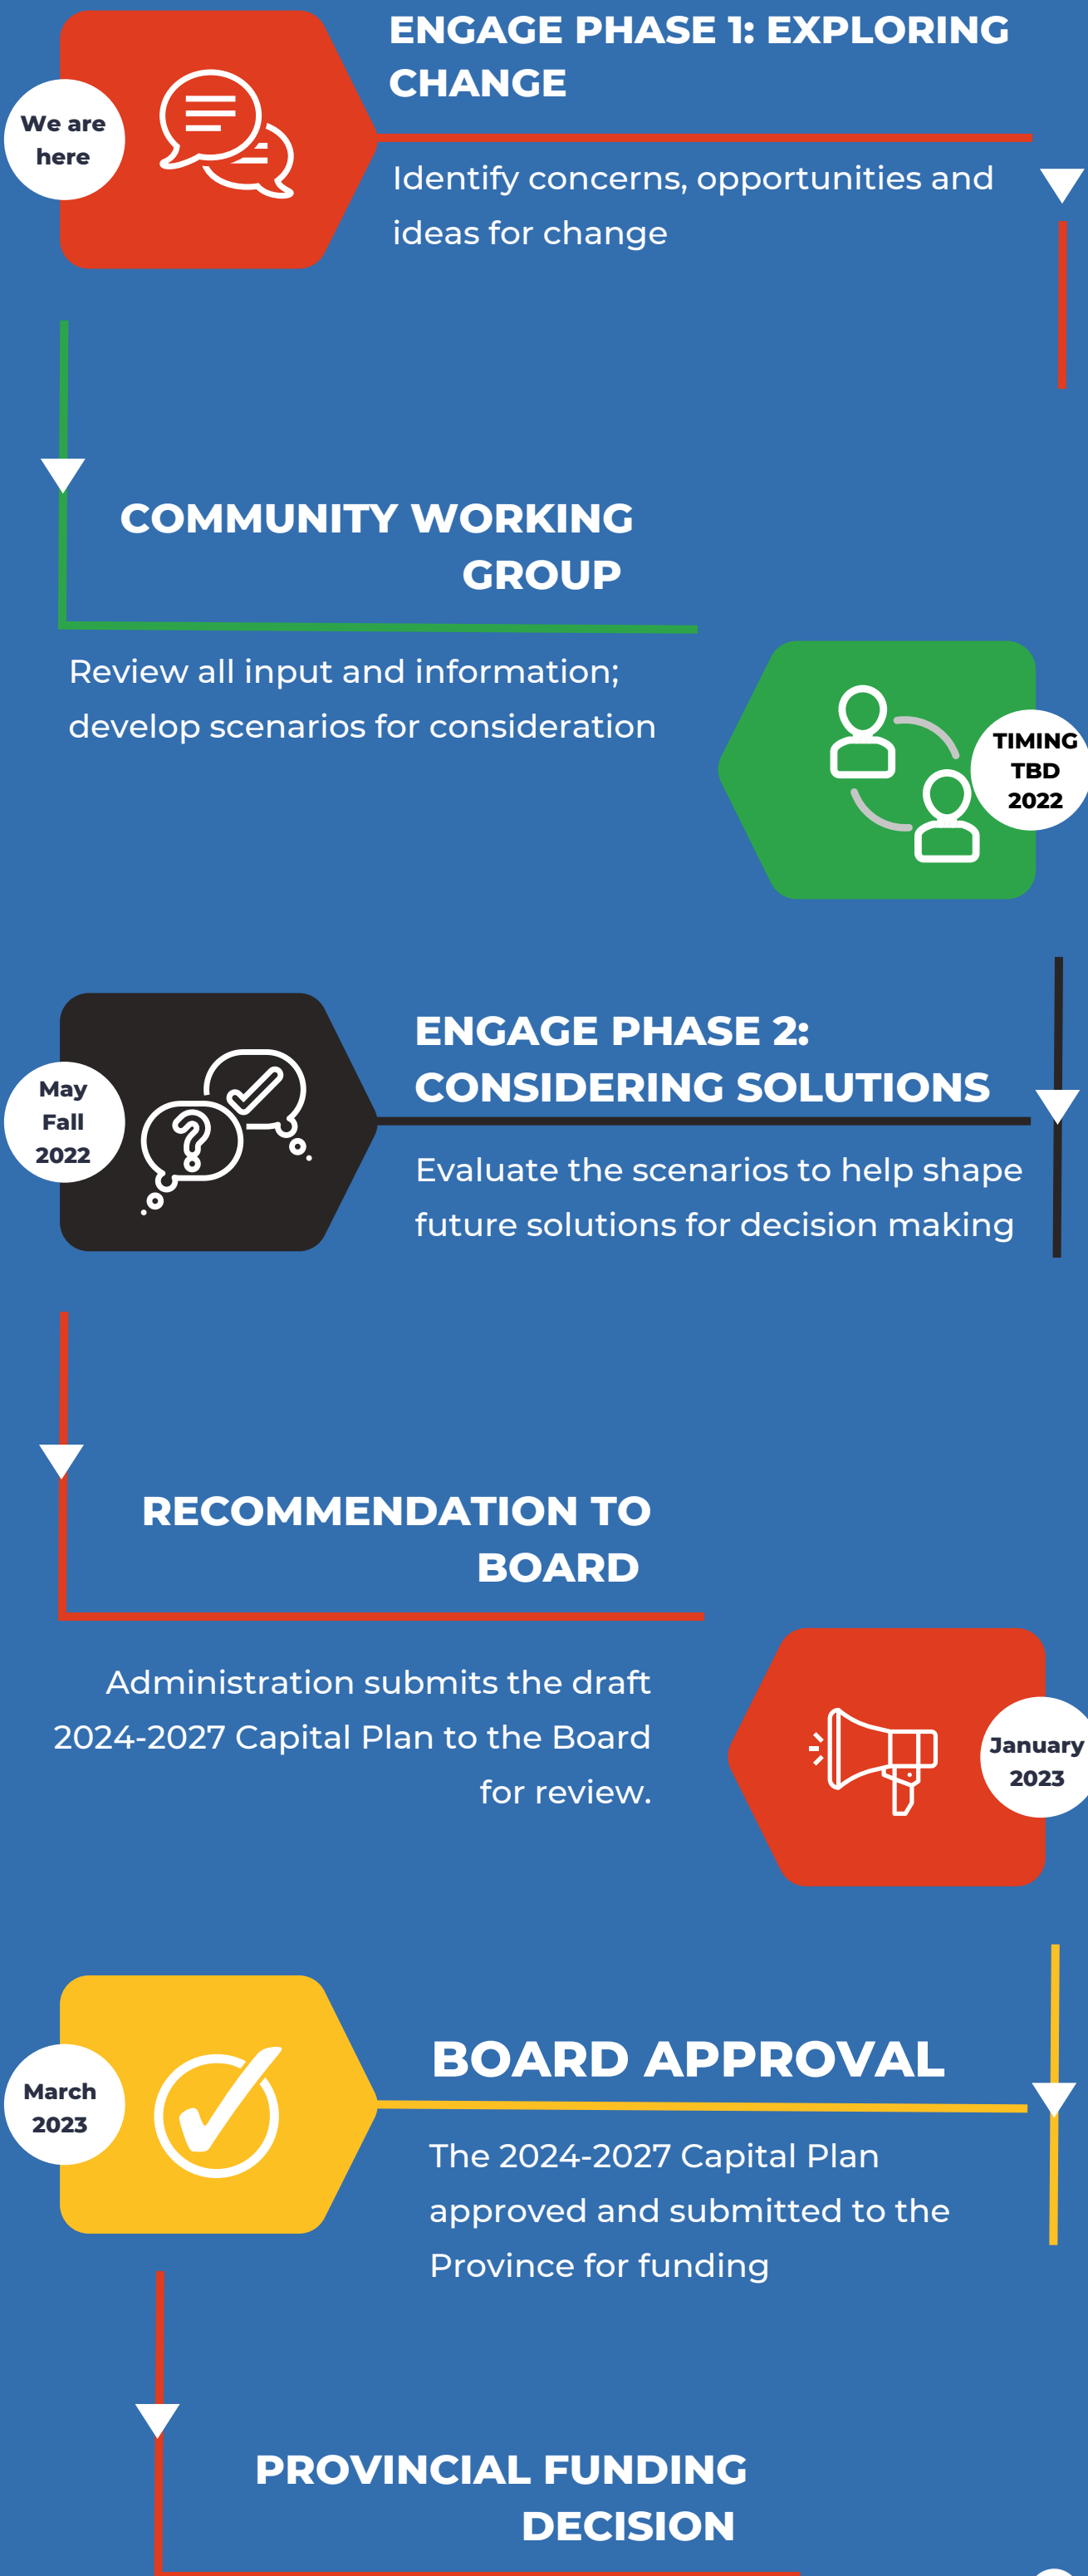 ENGAGE PHASE 1: EXPLORING
CHANGE
We are
here
Identify concerns, opportunities and
ideas for change
COMMUNITY WORKING
GROUP
Review all input and information;
develop scenarios for consideration
TIMING
TBD
2022
ENGAGE PHASE 2:
CONSIDERING SOLUTIONS
May
Fall
2022
Evaluate the scenarios to help shape
future solutions for decision making
RECOMMENDATION TO
BOARD
Administration submits the draft
2024-2027 Capital Plan to the Board
for review.
January
2023
BOARD APPROVAL
March
2023
The 2024-2027 Capital Plan
approved and submitted to the
Province for funding
PROVINCIAL FUNDING
DECISION